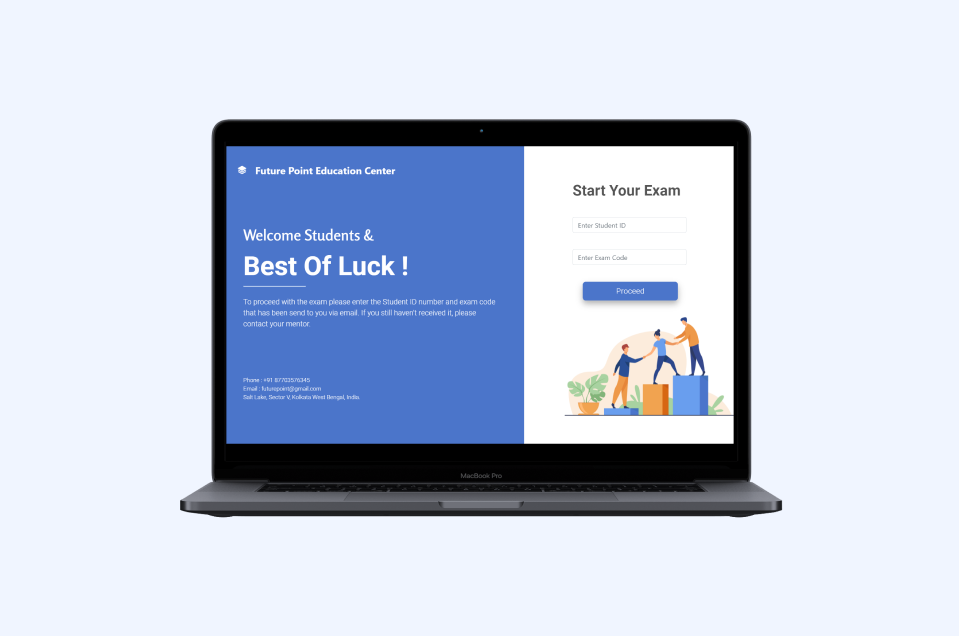 Future Point Education Center
Welcome Students &
Best Of Luck !
To proceed with the exam please enter the Student ID number and exam code
that has been send to you via email. If you still haven't received it, please
contact your mentor.
Phone : +91 87703576345
Email : futurepoint@gmail.com
Salt Lake, Sector V, Kolkata West Bengal, India.
Start Your Exam
Enter Student ID
Enter Exam Code
Proceed
MacBook Pro